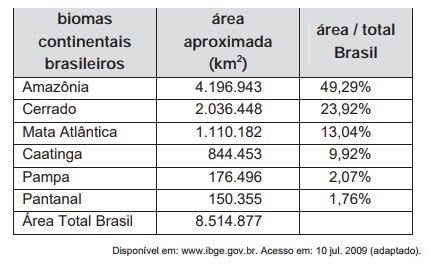 biomas continentais brasileiros | área aproximada (km²) | área / total Brasil
Amazônia | 4.196.943 | 49,29%
Cerrado | 2.036.448 | 23,92%
Mata Atlântica | 1.110.182 | 13,04%
Caatinga | 844.453 | 9,92%
Pampa | 176.496 | 2,07%
Pantanal | 150.355 | 1,76%
Área Total Brasil | 8.514.877 |
Disponível em: www.ibge.gov.br. Acesso em: 10 jul. 2009 (adaptado).